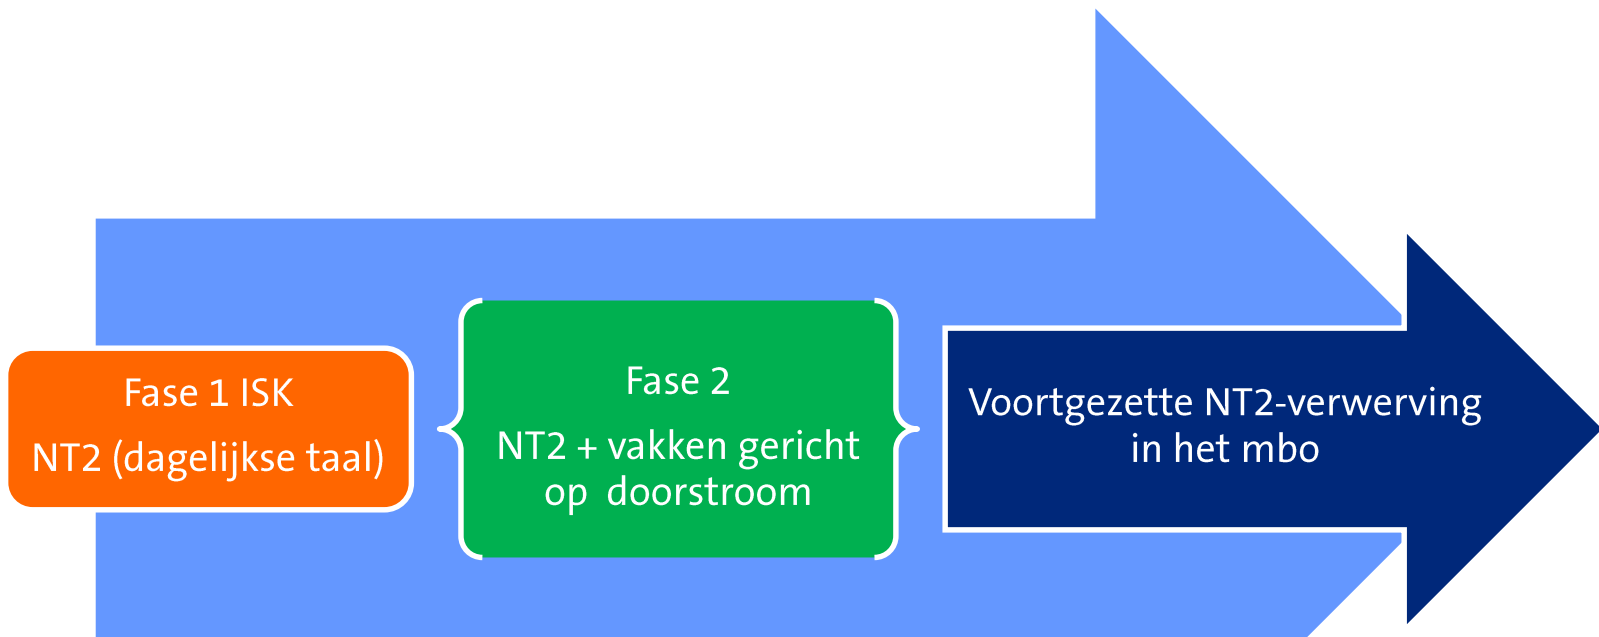 Fase 1 ISK
NT2 (dagelijkse taal)
Fase 2
NT2 + vakken gericht
op doorstroom
Voortgezette NT2-verwerving
in het mbo